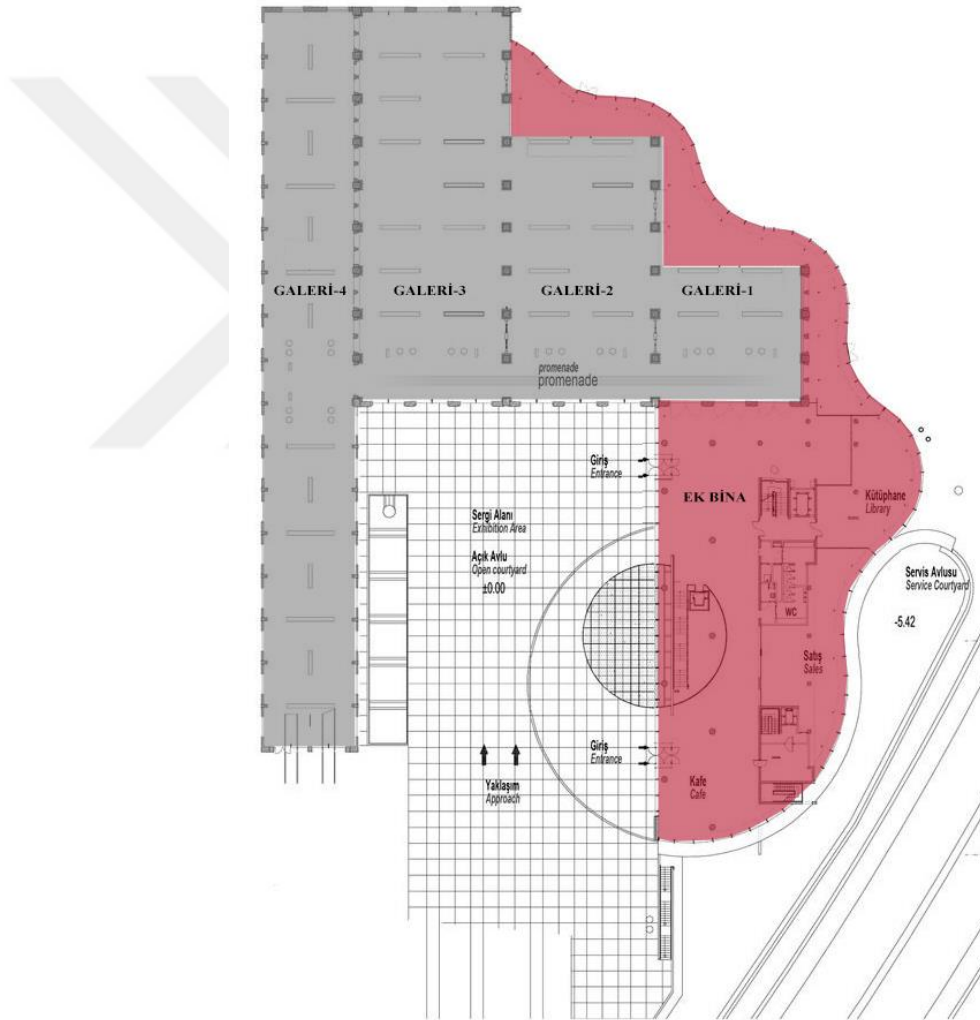 GALERİ-4
GALERİ-3
GALERİ-2
GALERİ-1
promenade
promenade
Giriş
Entrance
EK BİNA
Kütüphane
Library
Sergi Alanı
Exhibition Area
Açık Avlu
Open courtyard
±0.00
Servis Avlusu
Service Courtyard
-5.42
WC
Satış
Sales
Giriş
Entrance
Yaklaşım
Approach
Kafe
Cafe